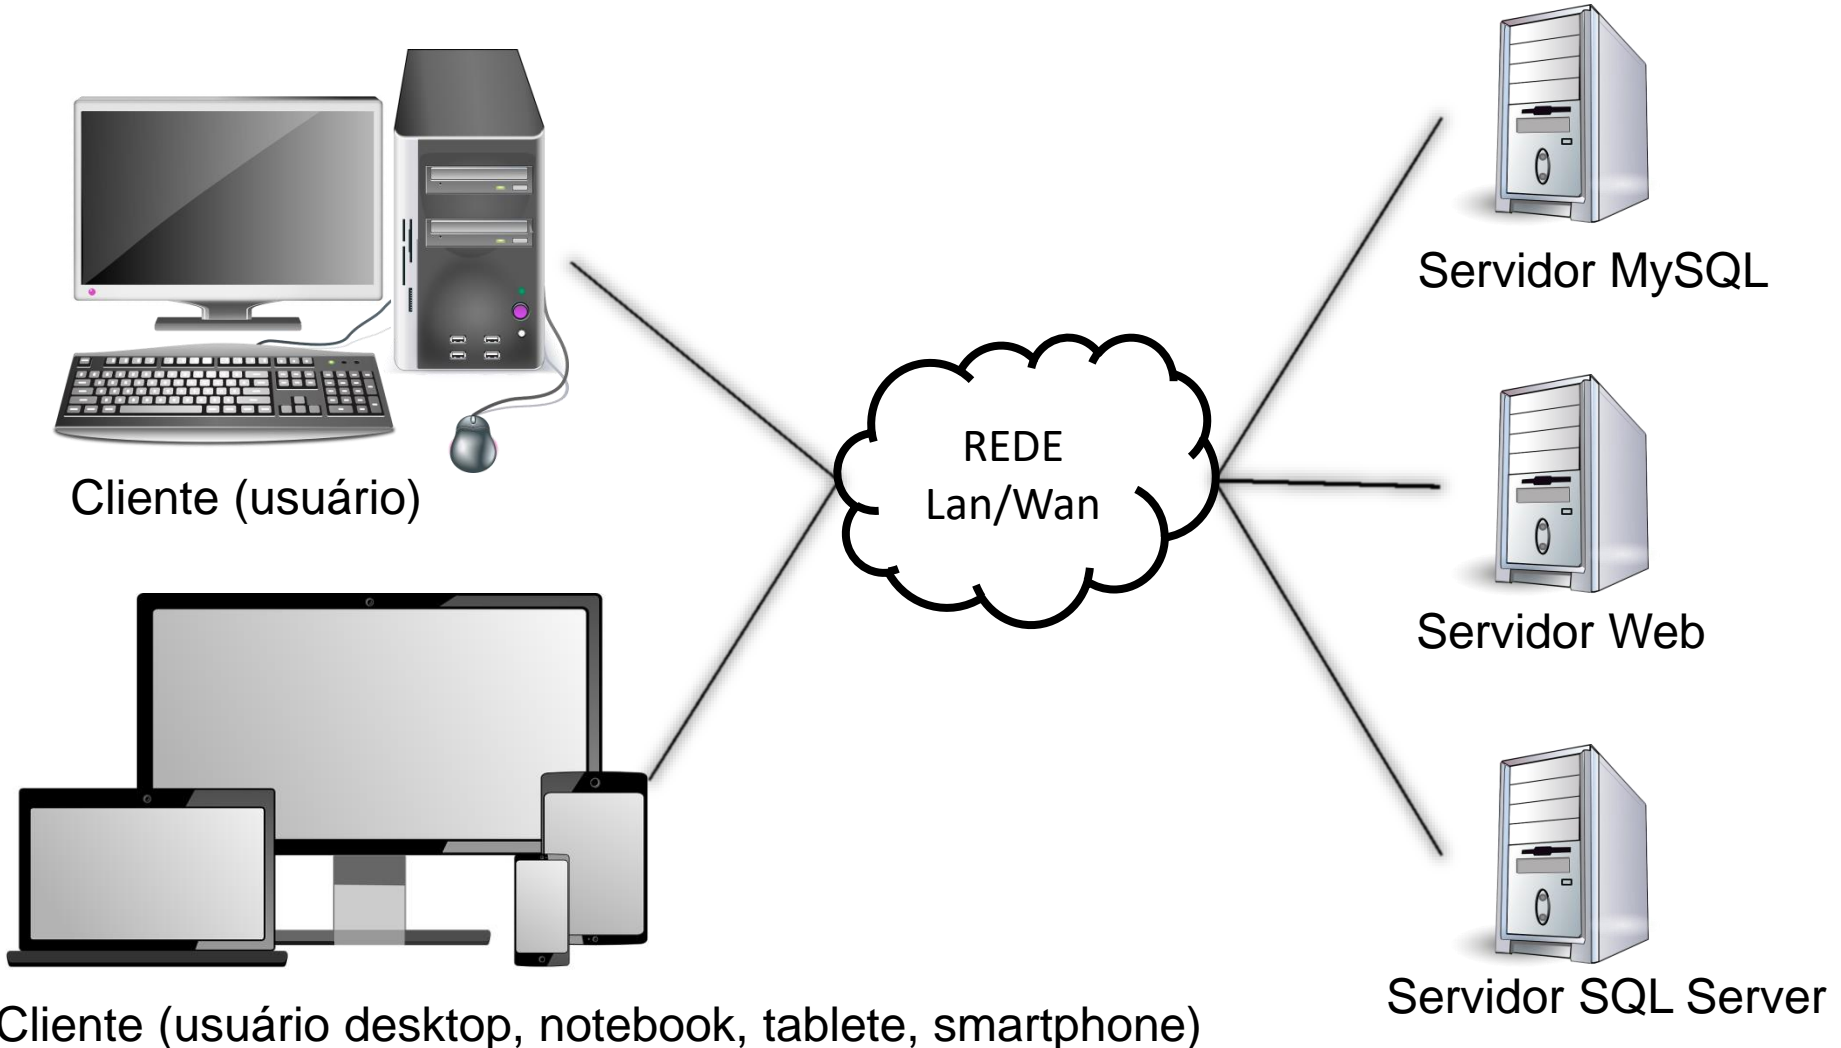 Servidor MySQL
REDE
Lan/Wan
Cliente (usuário)
Servidor Web
Servidor SQL Server
Cliente (usuário desktop, notebook, tablete, smartphone)